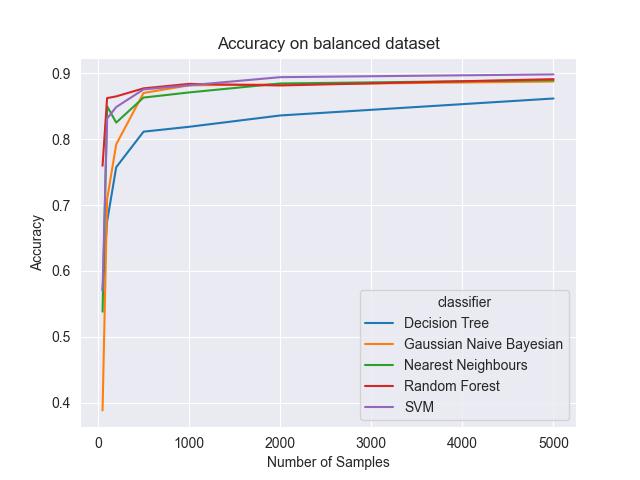 Accuracy on balanced dataset
0.9
0.8
0.7
0.6
0.5
0.4
Accuracy
classifier
Decision Tree
Gaussian Naive Bayesian
Nearest Neighbours
Random Forest
SVM
0 1000 2000 3000 4000 5000
Number of Samples